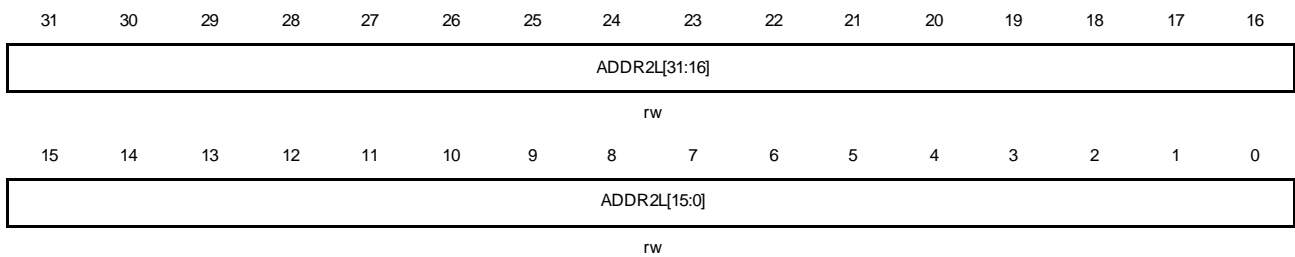 31 30 29 28 27 26 25 24 23 22 21 20 19 18 17 16
ADDR2L[31:16]
rw
15 14 13 12 11 10 9 8 7 6 5 4 3 2 1 0
ADDR2L[15:0]
rw